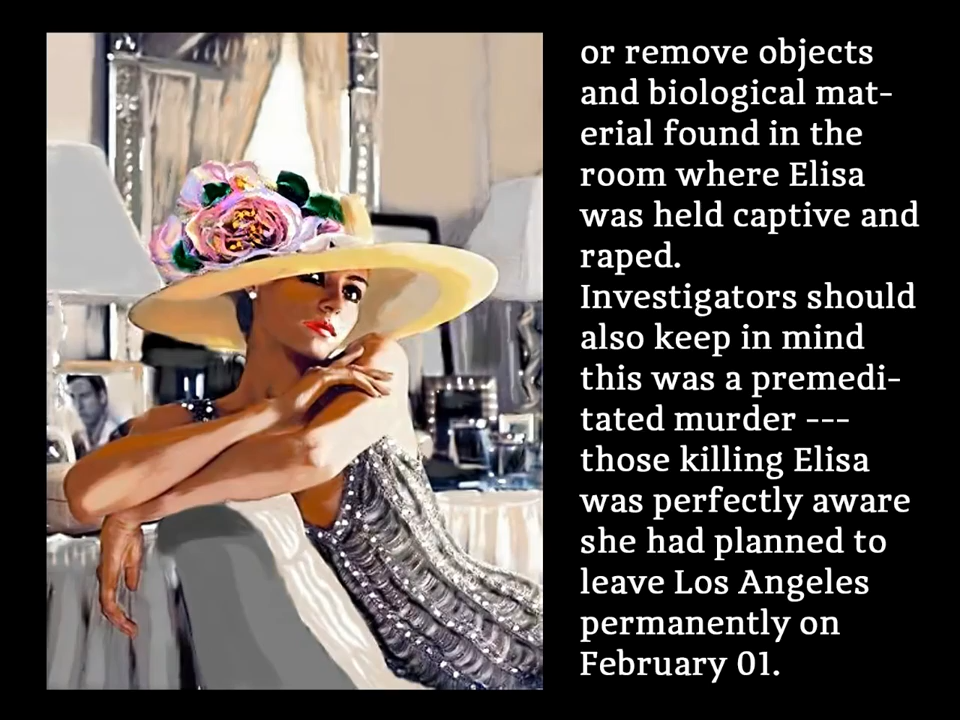 or remove objects
and biological mat-
erial found in the
room where Elisa
was held captive and
raped.
Investigators should
also keep in mind
this was a premedi-
tated murder ---
those killing Elisa
was perfectly aware
she had planned to
leave Los Angeles
permanently on
February 01.